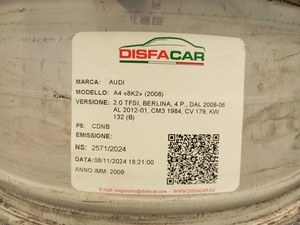 DISFACAR
MARCA: AUDI
MODELLO: A4 «8K2» (2008)
VERSIONE: 2.0 TFSI, BERLINA, 4 P., DAL 2008-06
AL 2012-01, CM3 1984, CV 179, KW
132 (B)
P5: CDNB
EMISSIONE:
NS: 2571/2024
DATA: 08/11/2024 18:21:00
ANNO IMM: 2009
E-mail: magazzino@disfacar.com
WWW.DISFACAR.EU